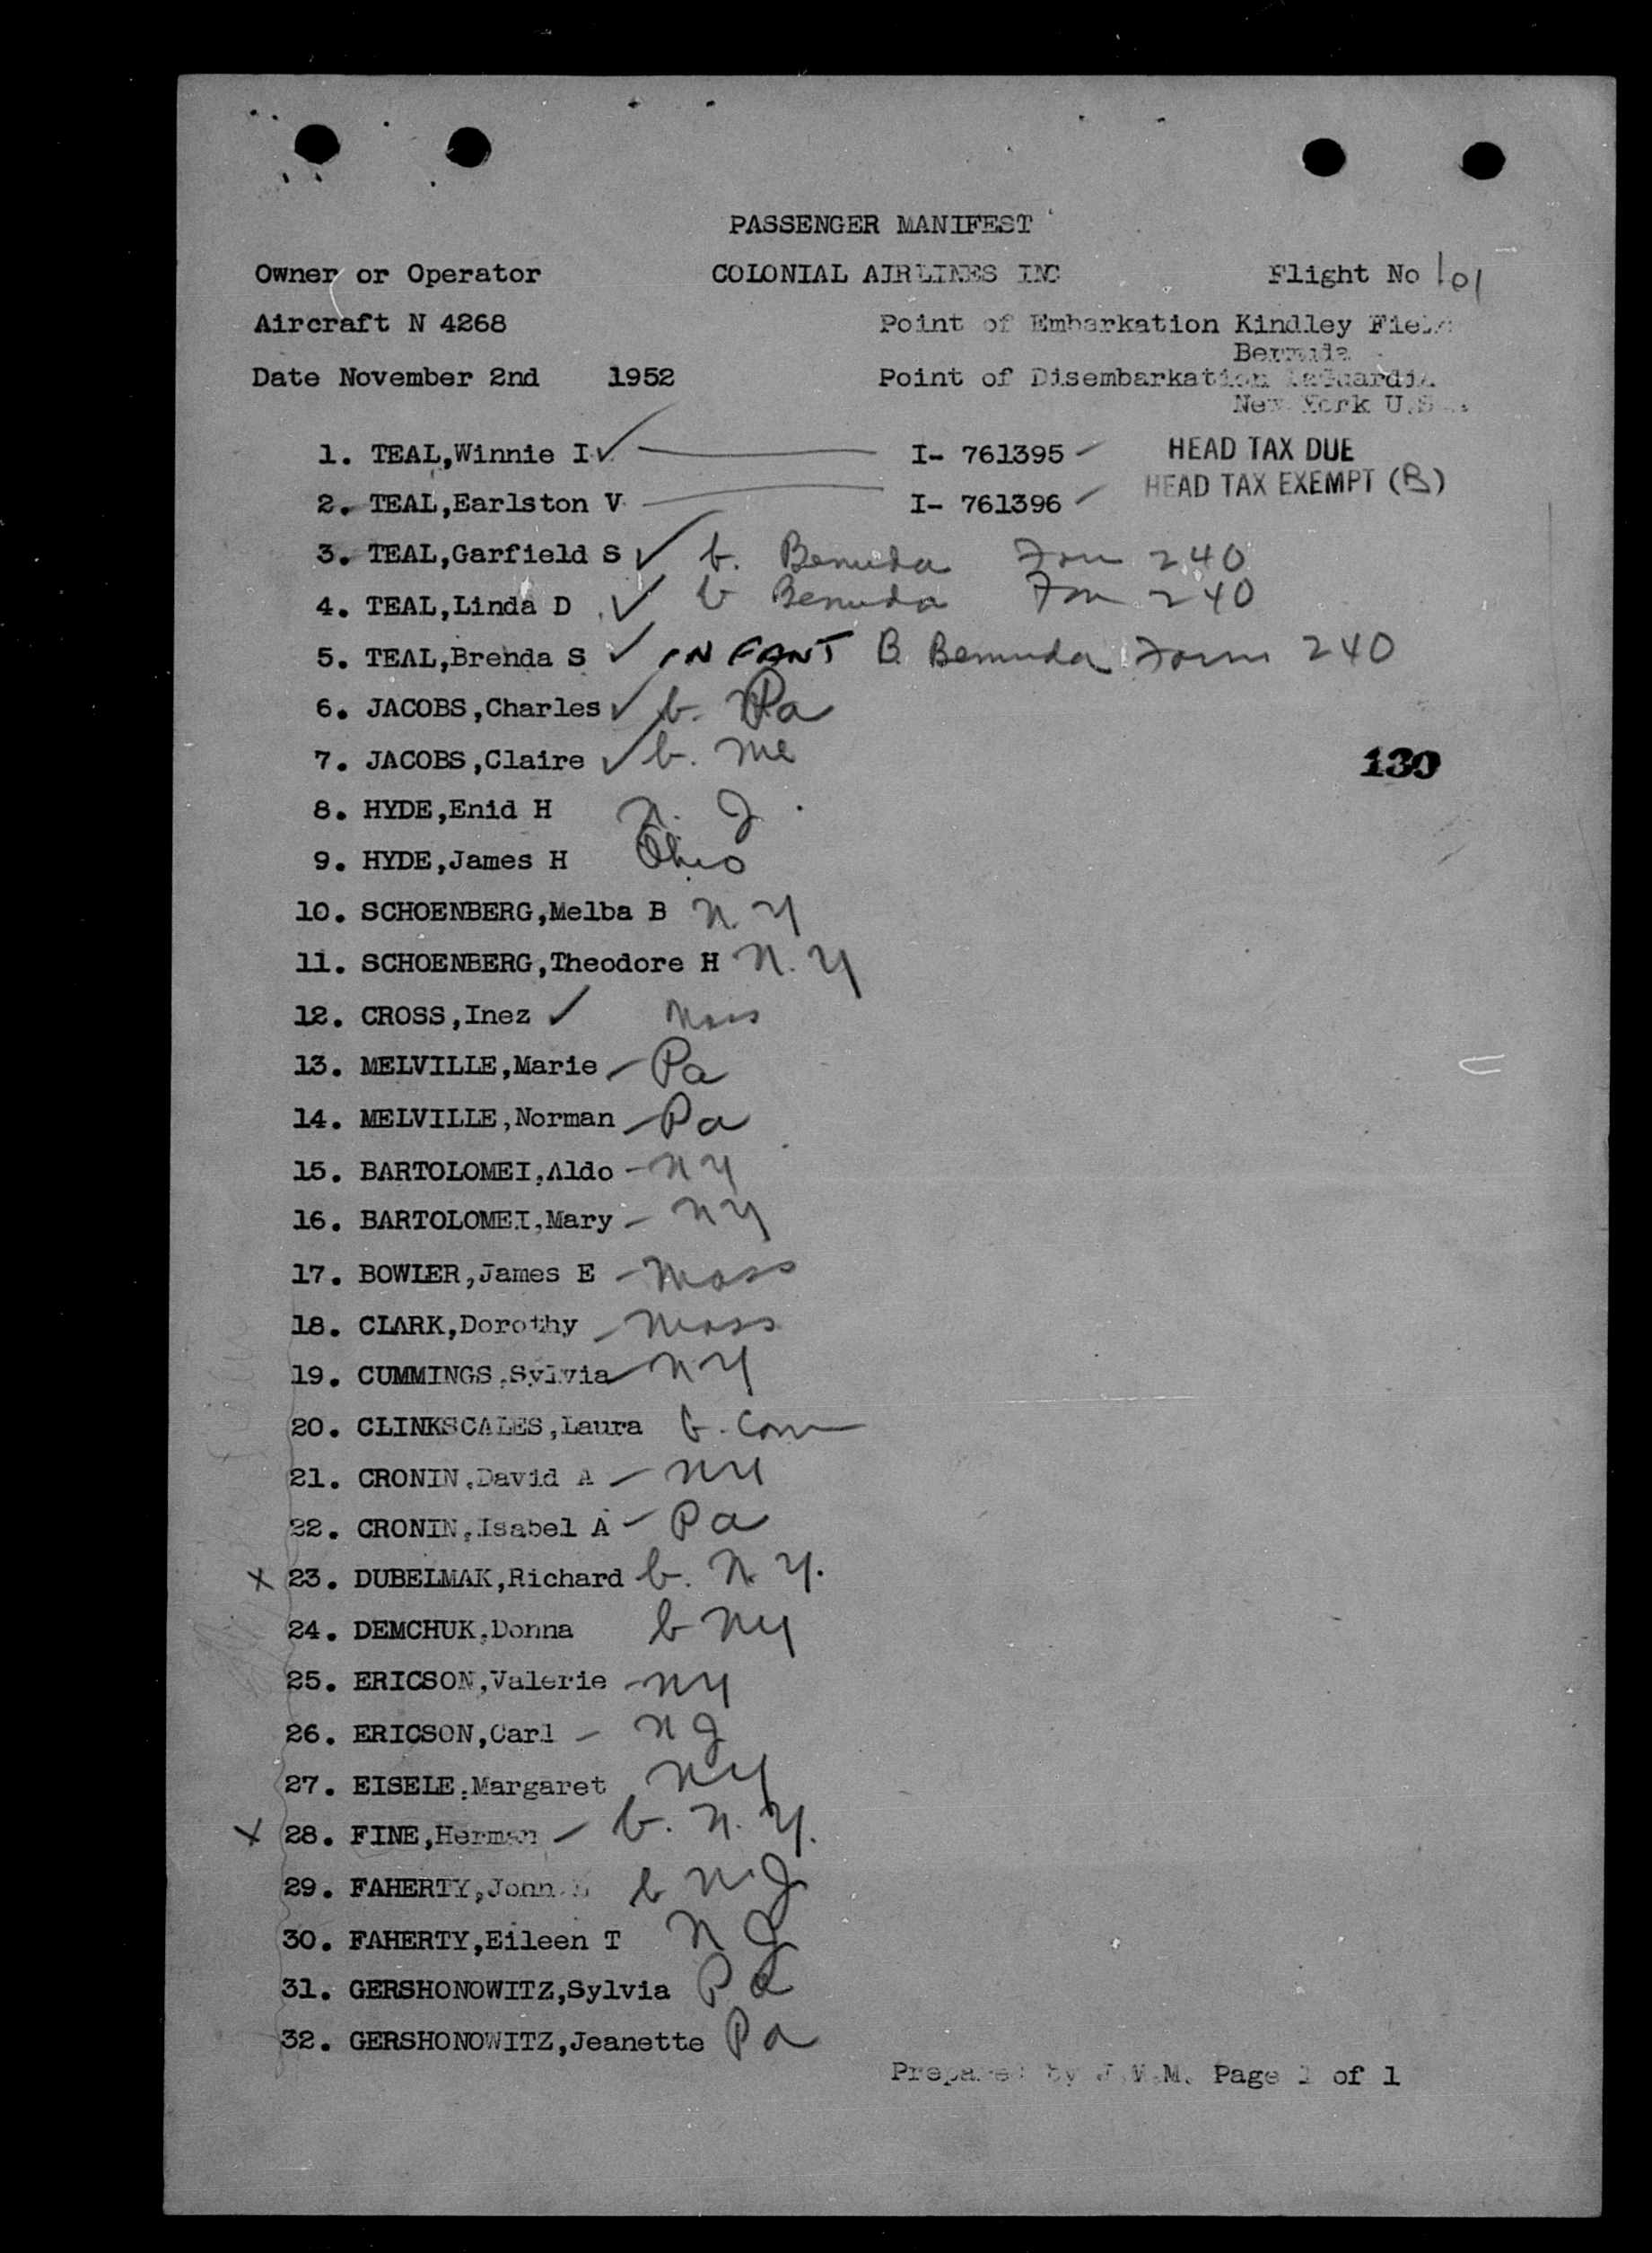 PASSENGER MANIFEST
Owner or Operator COLONIAL AIRLINES INC Flight No 101
Aircraft N 4268 Point of Embarkation Kindley Field
Bermuda
Date November 2nd 1952 Point of Disembarkation LaGuardia
New York U.S.
1. TEAL,Winnie I ✓ I- 761395 HEAD TAX DUE
HEAD TAX EXEMPT (B)
2. TEAL,Earlston V I- 761396
3. TEAL,Garfield S ✓ b. Bermuda Form 240
4. TEAL,Linda D ✓ b Bermuda Form 240
5. TEAL,Brenda S ✓ INFANT B Bermuda Form 240
6. JACOBS,Charles ✓ b. Pa
7. JACOBS,Claire ✓ b. Me
130
8. HYDE,Enid H N. J.
9. HYDE,James H Ohio
10. SCHOENBERG,Melba B N. Y
11. SCHOENBERG,Theodore H N. Y
12. CROSS,Inez ✓ Mass
13. MELVILLE,Marie - Pa
14. MELVILLE,Norman - Pa
15. BARTOLOMEI,Aldo - NY
16. BARTOLOMEI,Mary - NY
17. BOWLER,James E - Mass
18. CLARK,Dorothy - Mass
19. CUMMINGS,Sylvia - NY
20. CLINKSCALES,Laura b. Conn
21. CRONIN,David A - NY
22. CRONIN,Isabel A - Pa
x 23. DUBELMAK,Richard b. N. Y.
24. DEMCHUK,Donna b NY
25. ERICSON,Valerie - NY
26. ERICSON,Carl - NJ
27. EISELE,Margaret NY
x 28. FINE,Herman - b. N. Y.
29. FAHERTY,John b N.J
30. FAHERTY,Eileen T N J
31. GERSHONOWITZ,Sylvia Pa
32. GERSHONOWITZ,Jeanette Pa
Prepared by J.W.M. Page 1 of 1